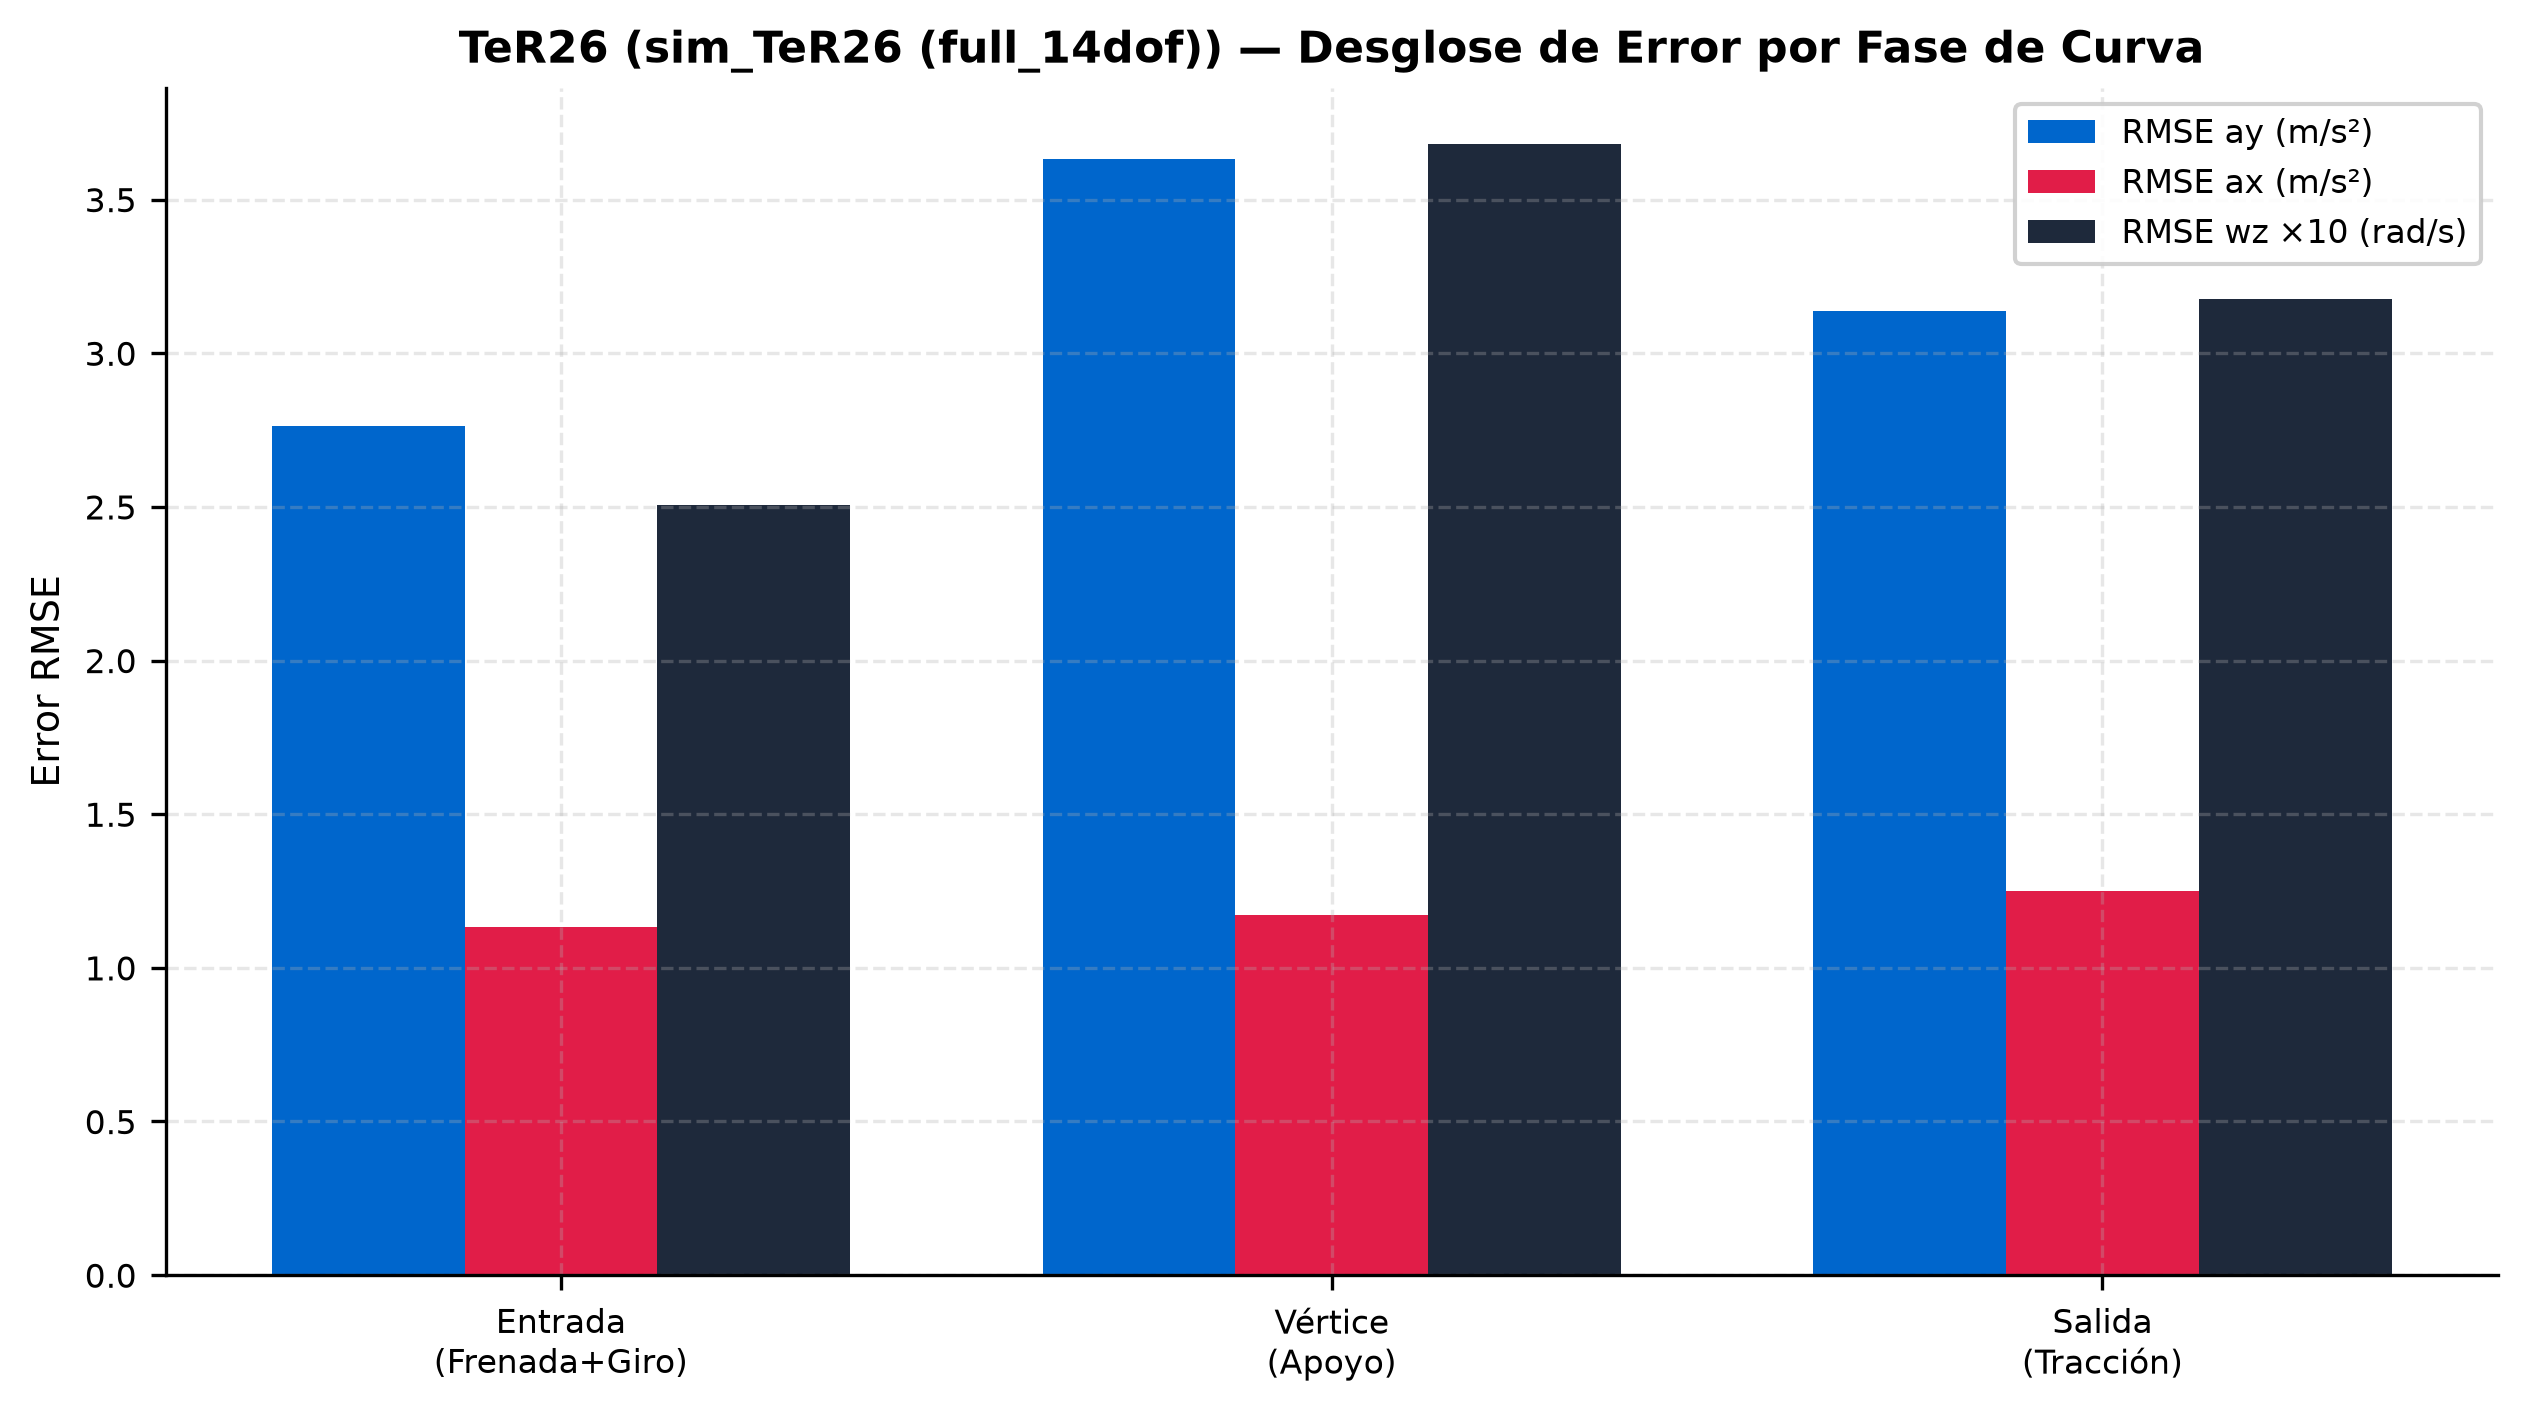 TeR26 (sim_TeR26 (full_14dof)) — Desglose de Error por Fase de Curva
RMSE ay (m/s²)
RMSE ax (m/s²)
RMSE wz ×10 (rad/s)
Error RMSE
3.5
3.0
2.5
2.0
1.5
1.0
0.5
0.0
Entrada
(Frenada+Giro)
Vértice
(Apoyo)
Salida
(Tracción)